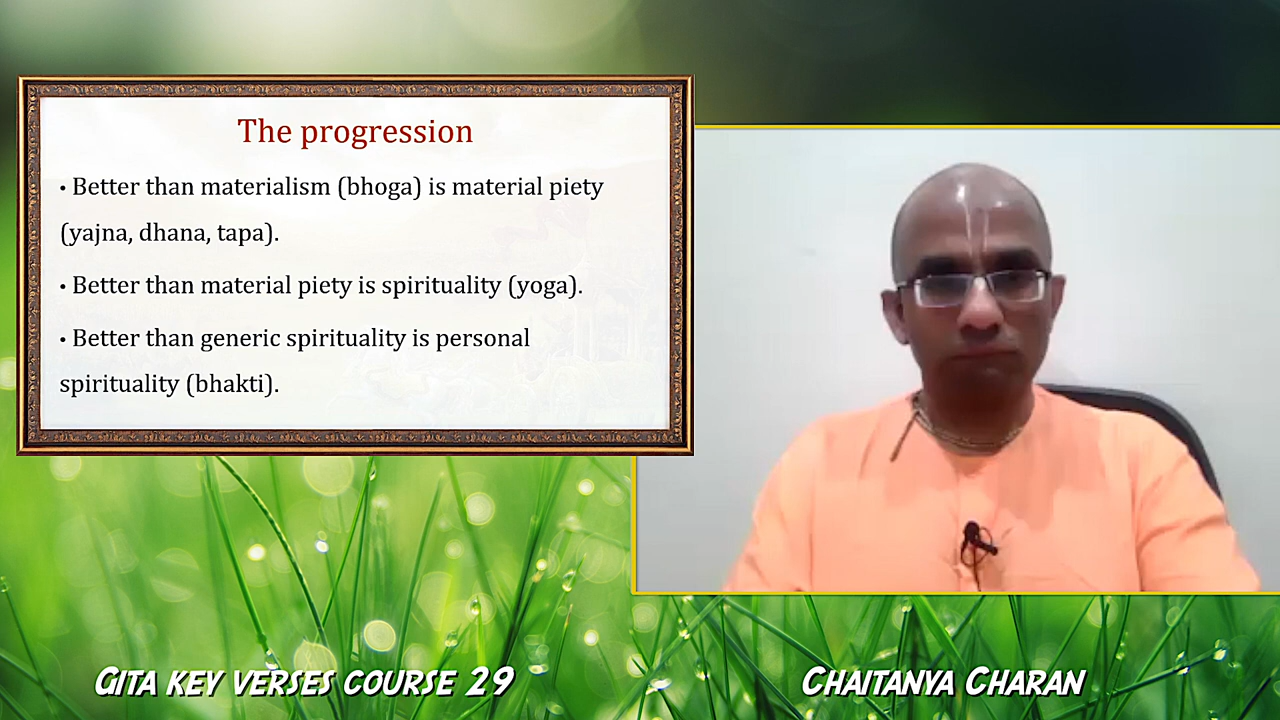 The progression
• Better than materialism (bhoga) is material piety
(yajna, dhana, tapa).
• Better than material piety is spirituality (yoga).
• Better than generic spirituality is personal
spirituality (bhakti).
GITA KEY VERSES COURSE 29
CHAITANYA CHARAN